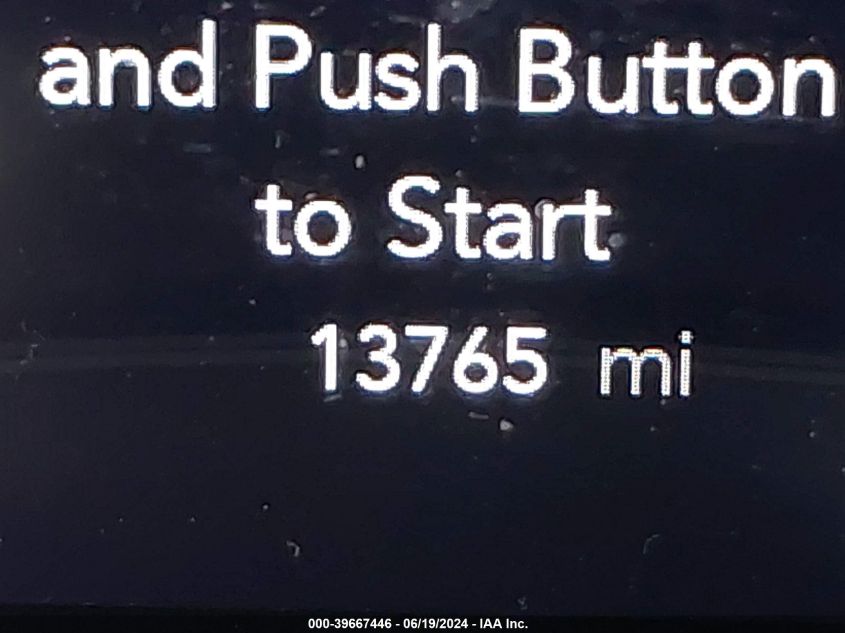 and Push Button
to Start
13765 mi
000-39667446 - 06/19/2024 - IAA Inc.